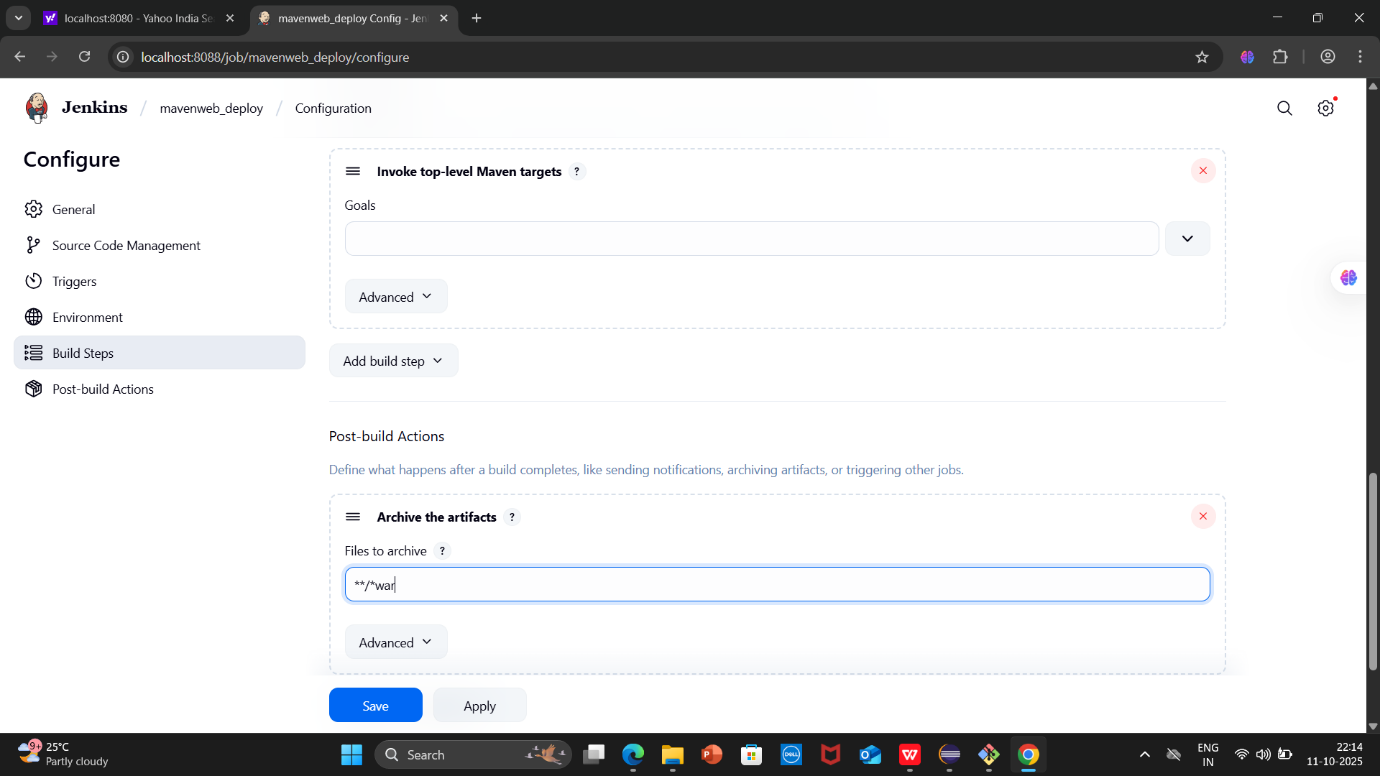 localhost:8080 - Yahoo India Se
mavenweb_deploy Config - Jen
localhost:8088/job/mavenweb_deploy/configure
Jenkins / mavenweb_deploy / Configuration
Configure
General
Source Code Management
Triggers
Environment
Build Steps
Post-build Actions
Invoke top-level Maven targets ?
Goals
Advanced
Add build step
Post-build Actions
Define what happens after a build completes, like sending notifications, archiving artifacts, or triggering other jobs.
Archive the artifacts ?
Files to archive ?
**/*war
Advanced
Save
Apply
9+
25°C
Partly cloudy
Search
DELL
ENG
IN
22:14
11-10-2025